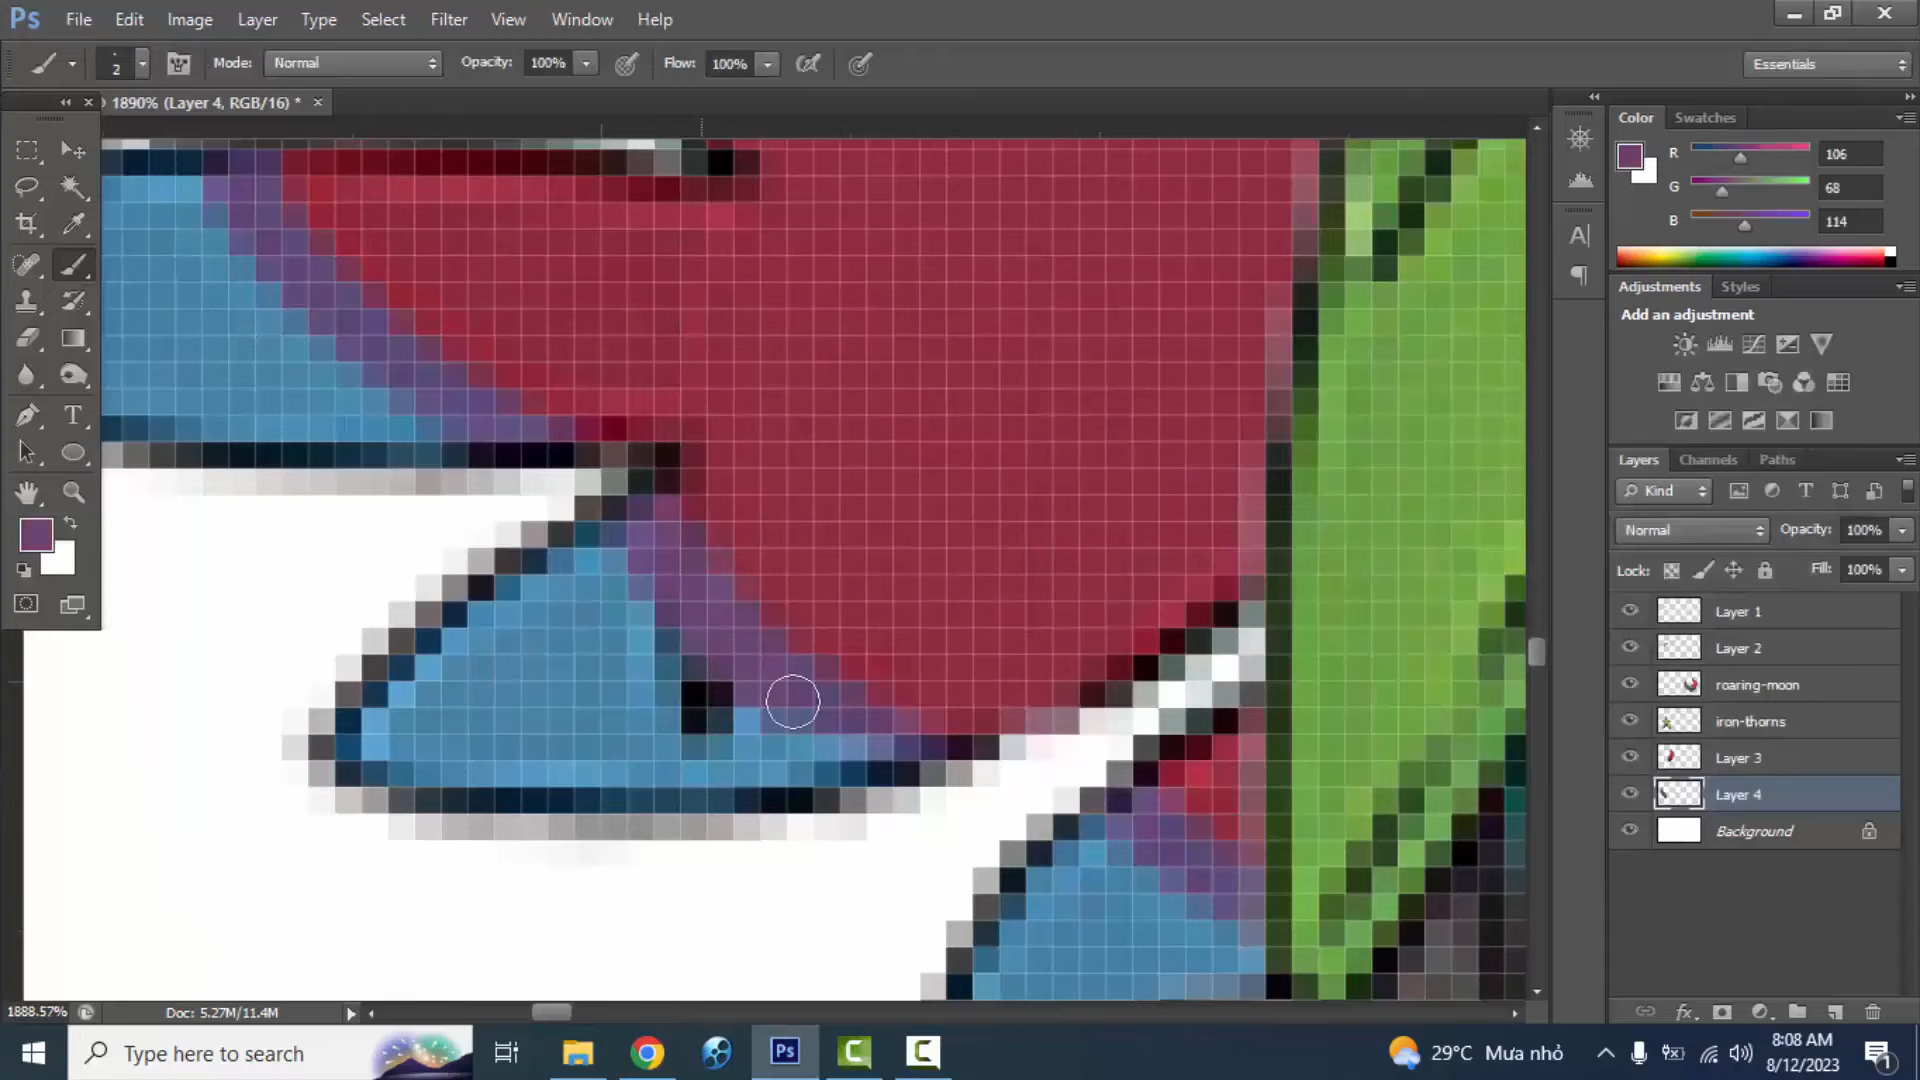 Ps File Edit Image Layer Type Select Filter View Window Help
2 Mode: Normal Opacity: 100% Flow: 100% Essentials
1890% (Layer 4, RGB/16) *
Color Swatches
R 106
G 68
B 114
Adjustments Styles
Add an adjustment
Layers Channels Paths
Kind
Normal Opacity: 100%
Lock: Fill: 100%
Layer 1
Layer 2
roaring-moon
iron-thorns
Layer 3
Layer 4
Background
1888.57% Doc: 5.27M/11.4M
Type here to search
29°C Mưa nhỏ
8:08 AM
8/12/2023
1